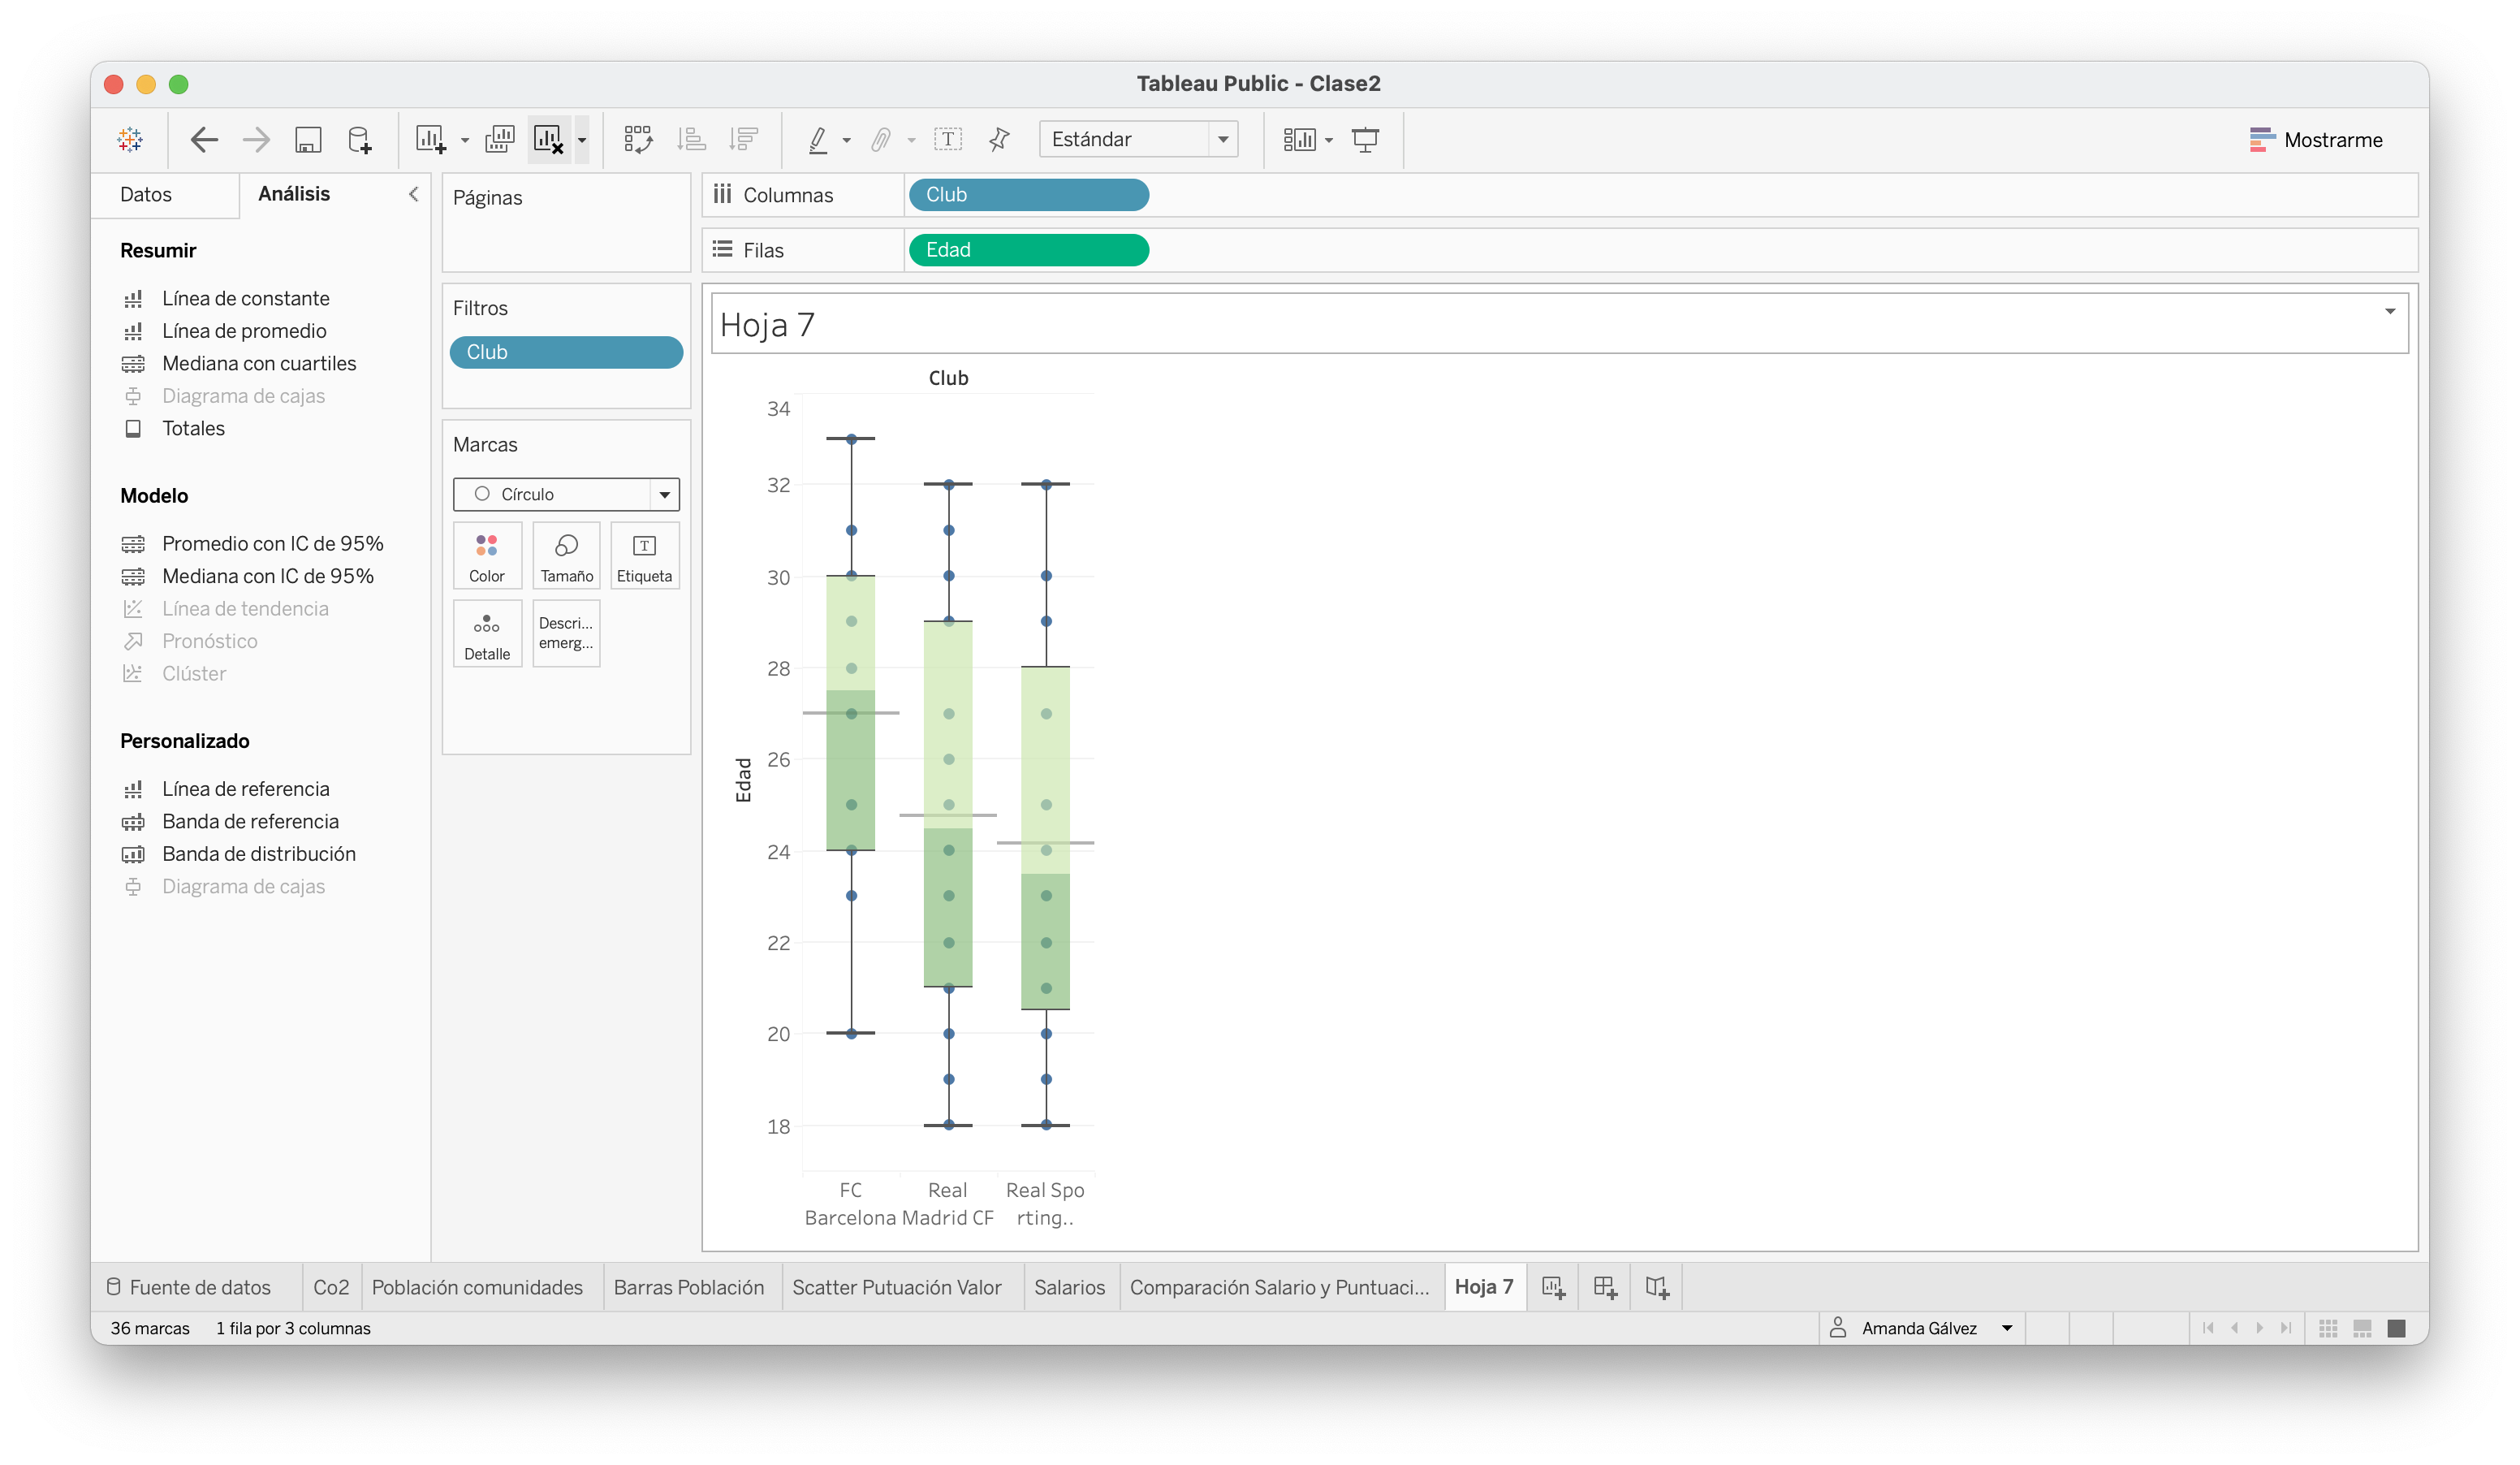 Tableau Public - Clase2
Estándar
Mostrarme
Datos
Análisis
Resumir
Línea de constante
Línea de promedio
Mediana con cuartiles
Diagrama de cajas
Totales
Modelo
Promedio con IC de 95%
Mediana con IC de 95%
Línea de tendencia
Pronóstico
Clúster
Personalizado
Línea de referencia
Banda de referencia
Banda de distribución
Diagrama de cajas
Páginas
Filtros
Club
Marcas
Círculo
Color
Tamaño
T
Etiqueta
Detalle
Descri...
emerg...
Columnas
Club
Filas
Edad
Hoja 7
Club
34
32
30
28
26
24
22
20
18
Edad
FC
Barcelona
Real
Madrid CF
Real Spo
rting..
Fuente de datos
Co2
Población comunidades
Barras Población
Scatter Putuación Valor
Salarios
Comparación Salario y Puntuaci...
Hoja 7
36 marcas
1 fila por 3 columnas
Amanda Gálvez